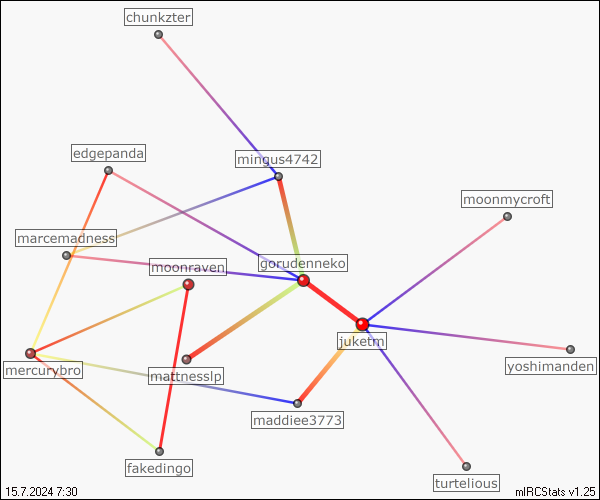 chunkzter
edgepanda
mingus4742
moonmycroft
marcemadness
moonraven
gorudenneko
juketm
mercurybro
mattnesslp
yoshimanden
maddiee3773
fakedingo
turtelious
15.7.2024 7:30
mIRCStats v1.25